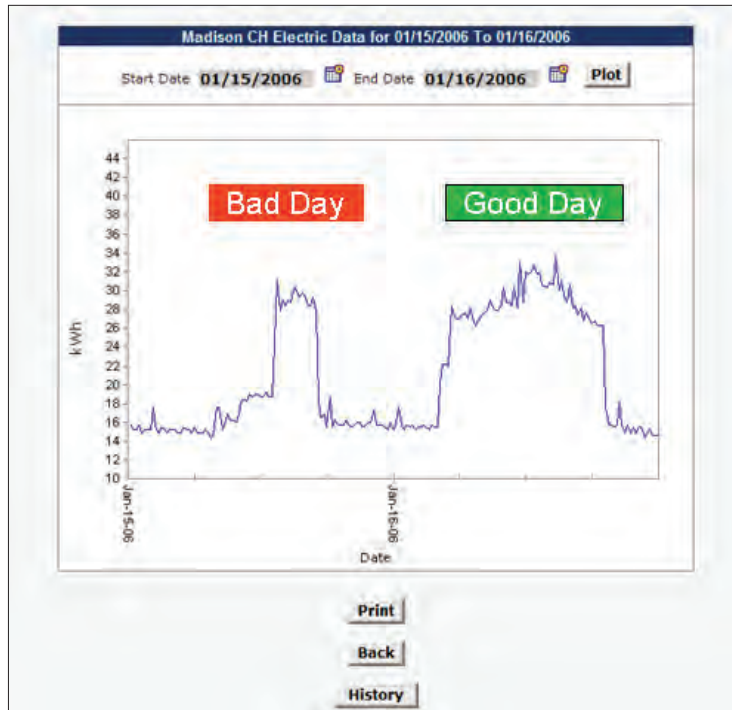 Madison CH Electric Data for 01/15/2006 To 01/16/2006
Start Date 01/15/2006 End Date 01/16/2006 Plot
44
42
40
38
36
34
32
30
28
26
24
22
20
18
16
14
12
10
kWh
Bad Day
Good Day
Jan-15-06
Jan-16-06
Date
Print
Back
History